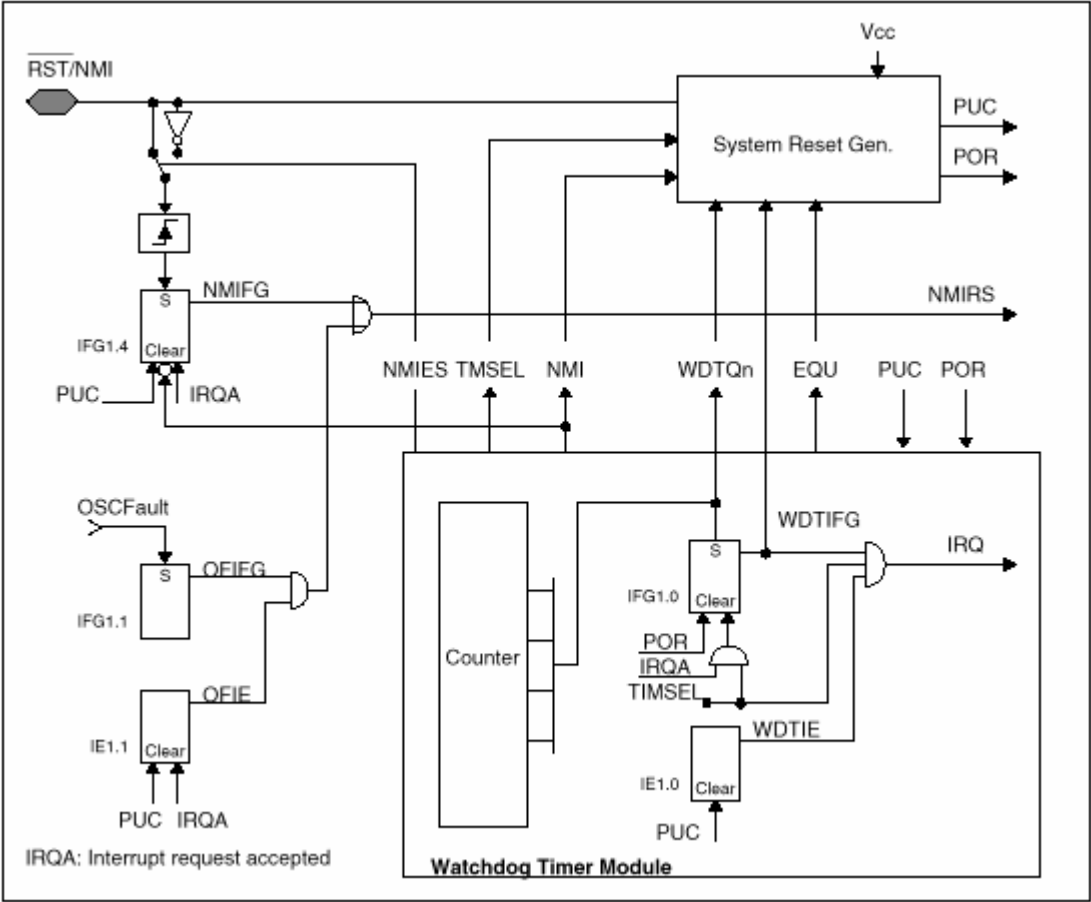 Vcc
RST/NMI
PUC
System Reset Gen.
POR
S
NMIFG
NMIRS
IFG1.4
Clear
NMIES TMSEL NMI WDTQn EQU PUC POR
PUC
IRQA
OSCFault
WDTIFG
S
IRQ
S
OFIFG
IFG1.0
Clear
IFG1.1
POR
Counter
IRQA
TIMSEL
OFIE
WDTIE
IE1.1
Clear
IE1.0
Clear
PUC IRQA
PUC
IRQA: Interrupt request accepted
Watchdog Timer Module